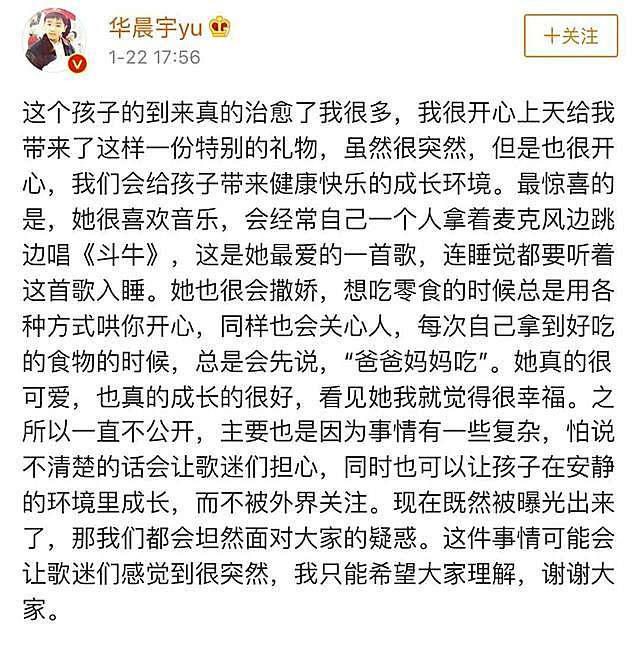 华晨宇yu
1-22 17:56
十关注
这个孩子的到来真的治愈了我很多，我很开心上天给我
带来了这样一份特别的礼物，虽然很突然，但是也很开
心，我们会给孩子带来健康快乐的成长环境。最惊喜的
是，她很喜欢音乐，会经常自己一个人拿着麦克风边跳
边唱《斗牛》，这是她最爱的一首歌，连睡觉都要听着
这首歌入睡。她也很会撒娇，想吃零食的时候总是用各
种方式哄你开心，同样也会关心人，每次自己拿到好吃
的食物的时候，总是会先说，“爸爸妈妈吃”。她真的很
可爱，也真的成长的很好，看见她我就觉得很幸福。之
所以一直不公开，主要也是因为事情有一些复杂，怕说
不清楚的话会让歌迷们担心，同时也可以让孩子在安静
的环境里成长，而不被外界关注。现在既然被曝光出来
了，那我们都会坦然面对大家的疑惑。这件事情可能会
让歌迷们感觉到很突然，我只能希望大家理解，谢谢大
家。